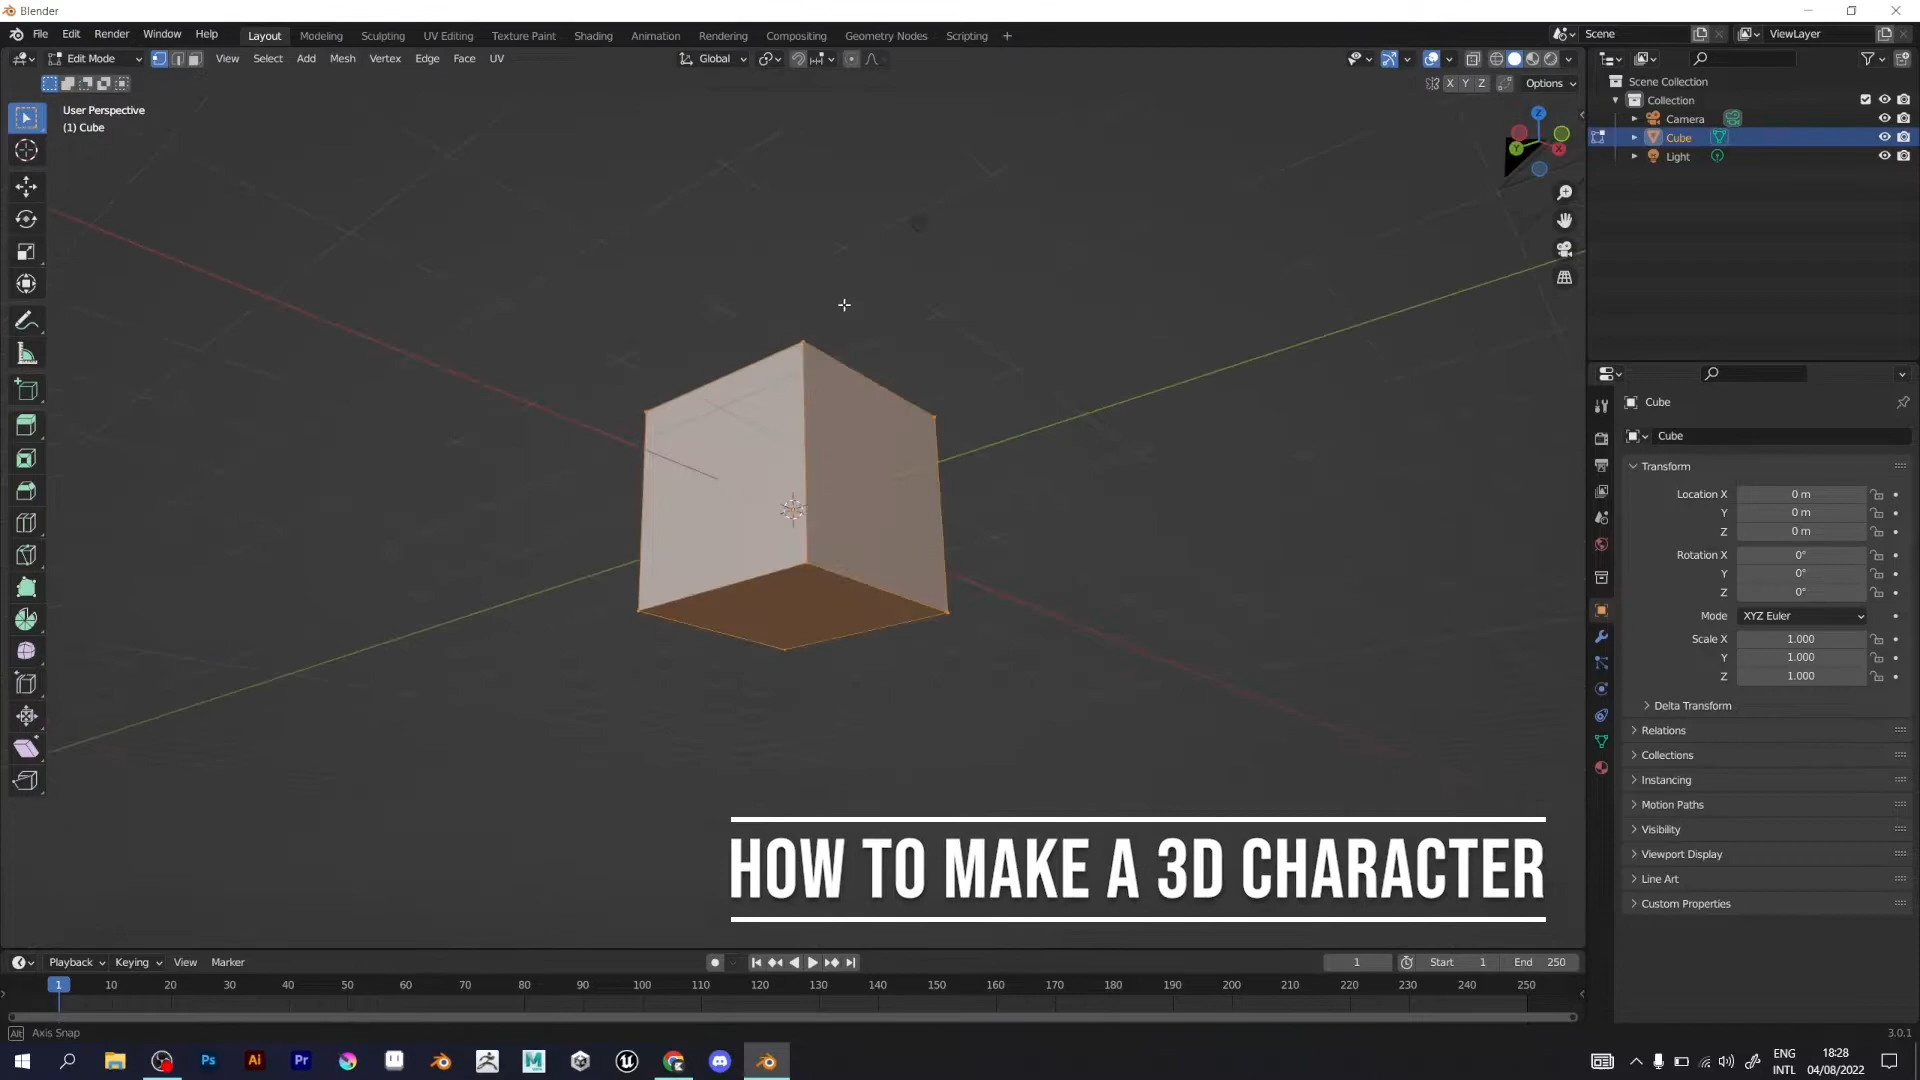 Blender
File Edit Render Window Help Layout Modeling Sculpting UV Editing Texture Paint Shading Animation Rendering Compositing Geometry Nodes Scripting + Scene ViewLayer
Edit Mode View Select Add Mesh Vertex Edge Face UV Global
X Y Z Options
User Perspective
(1) Cube
Z
Y X
Scene Collection
Collection
Camera
Cube
Light
Cube
Cube
Transform
Location X 0 m
Y 0 m
Z 0 m
Rotation X 0°
Y 0°
Z 0°
Mode XYZ Euler
Scale X 1.000
Y 1.000
Z 1.000
Delta Transform
Relations
Collections
Instancing
Motion Paths
Visibility
Viewport Display
Line Art
Custom Properties
HOW TO MAKE A 3D CHARACTER
Playback Keying View Marker 1 Start 1 End 250
1 10 20 30 40 50 60 70 80 90 100 110 120 130 140 150 160 170 180 190 200 210 220 230 240 250
Alt Axis Snap 3.0.1
Ps Ai Pr M ENG 18:28
INTL 04/08/2022